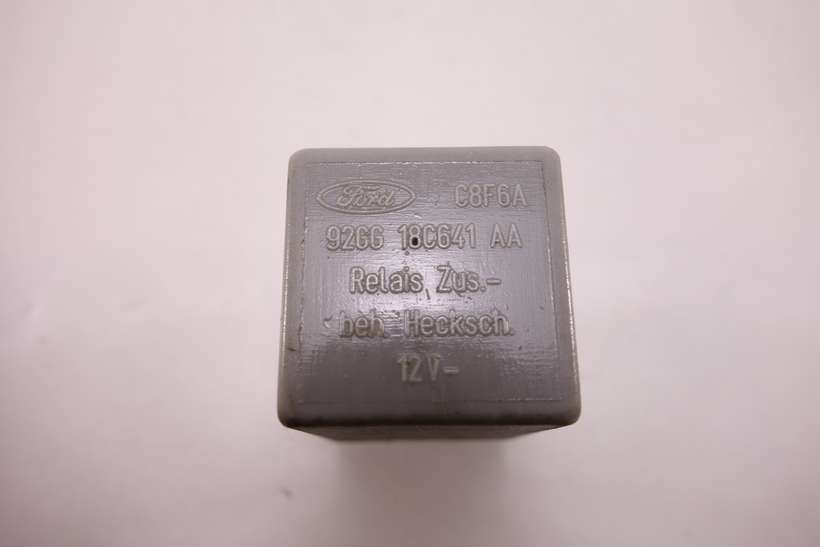 Ford C8F6A
92GG 18C641 AA
Relais Zus.-
beh. Hecksch.
12V-